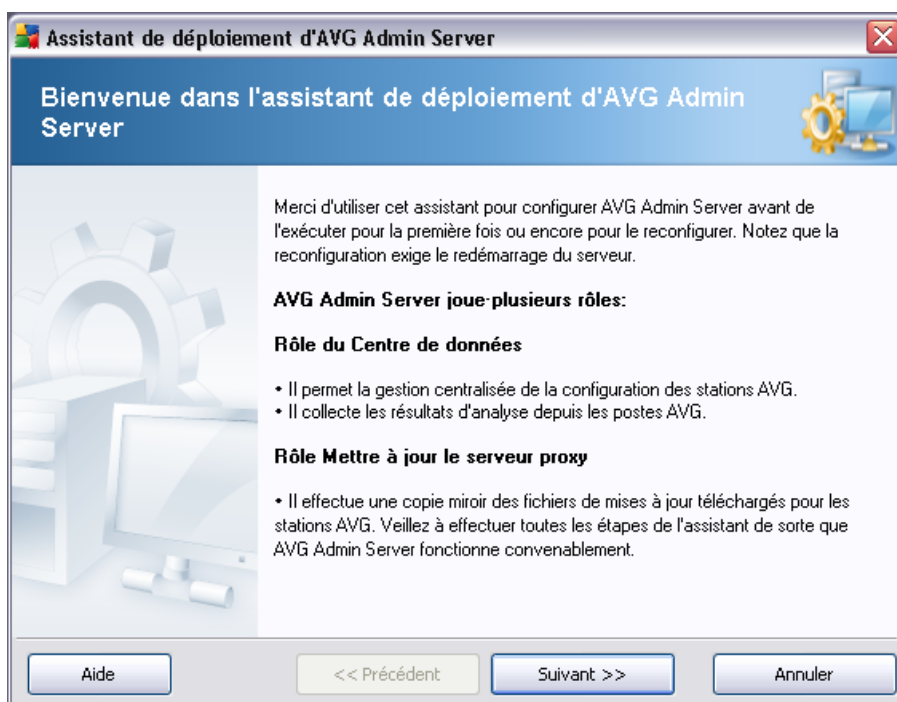 Assistant de déploiement d'AVG Admin Server
Bienvenue dans l'assistant de déploiement d'AVG Admin
Server
Merci d'utiliser cet assistant pour configurer AVG Admin Server avant de
l'exécuter pour la première fois ou encore pour le reconfigurer. Notez que la
reconfiguration exige le redémarrage du serveur.
AVG Admin Server joue-plusieurs rôles:
Rôle du Centre de données
• Il permet la gestion centralisée de la configuration des stations AVG.
• Il collecte les résultats d'analyse depuis les postes AVG.
Rôle Mettre à jour le serveur proxy
• Il effectue une copie miroir des fichiers de mises à jour téléchargés pour les
stations AVG. Veillez à effectuer toutes les étapes de l'assistant de sorte que
AVG Admin Server fonctionne convenablement.
Aide
<< Précédent
Suivant >>
Annuler